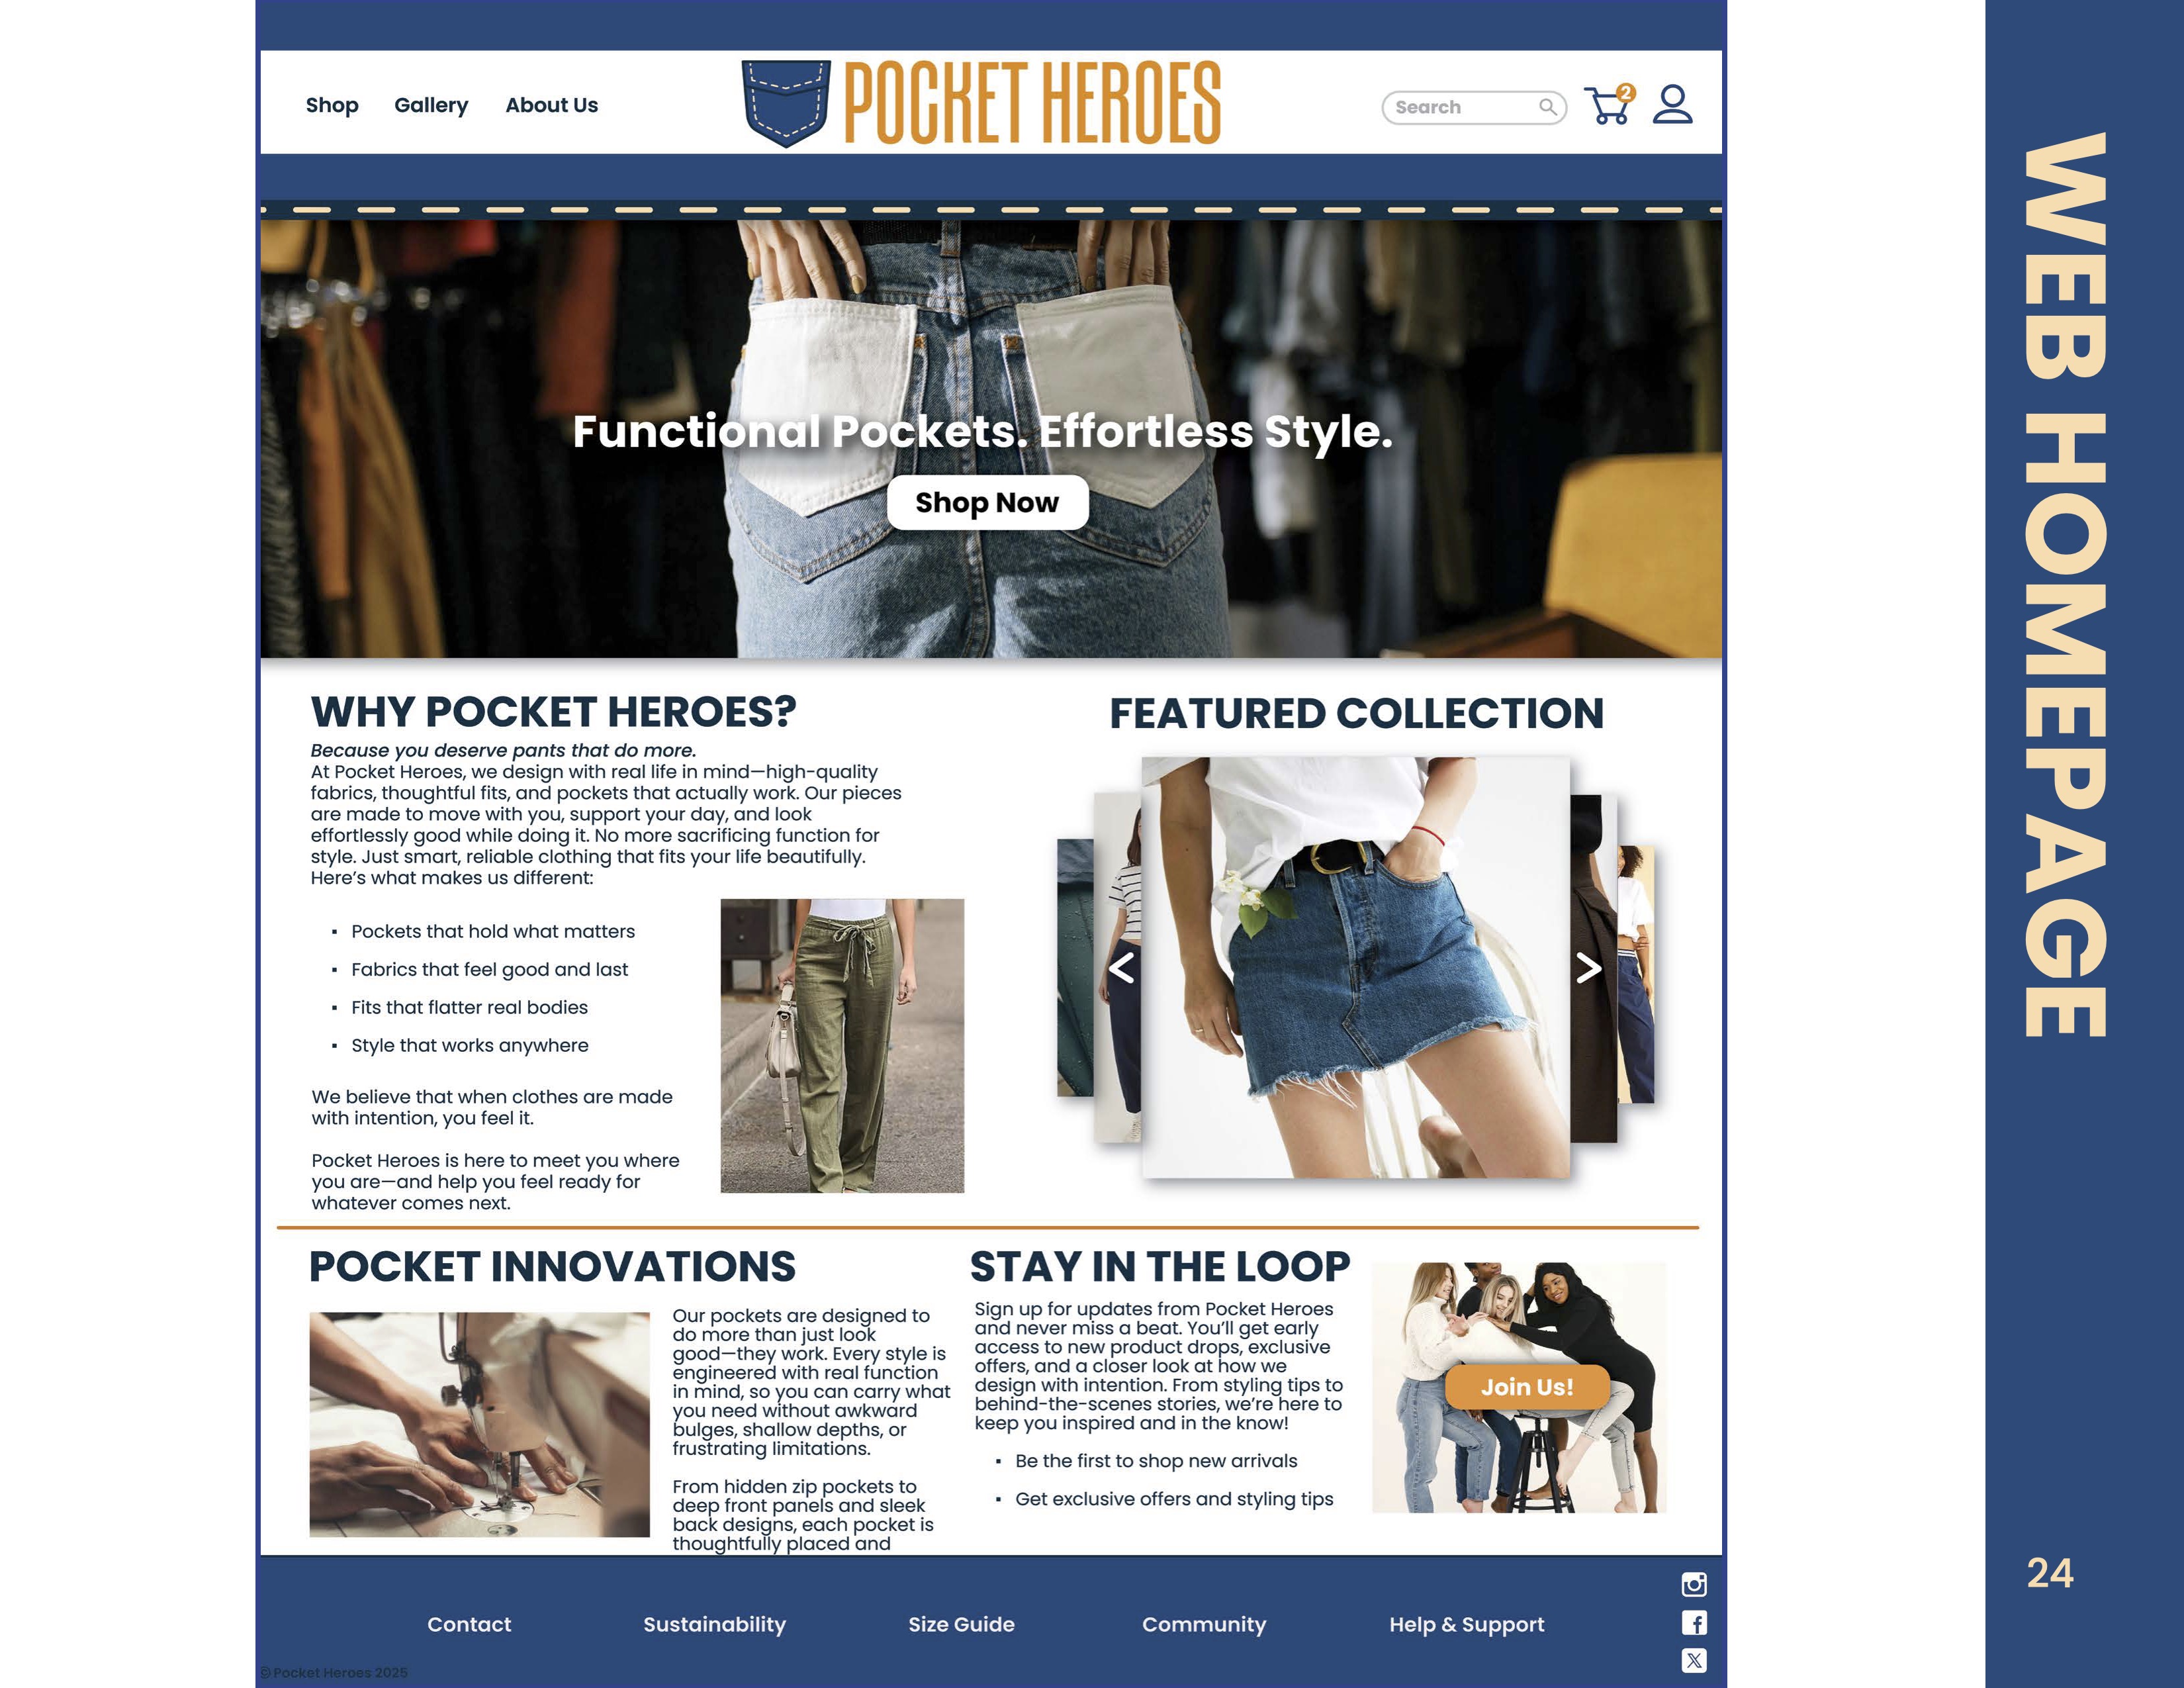 Shop Gallery About Us
POCKET HEROES
Search
2
Functional Pockets. Effortless Style.
Shop Now
WHY POCKET HEROES?
Because you deserve pants that do more.
At Pocket Heroes, we design with real life in mind—high-quality
fabrics, thoughtful fits, and pockets that actually work. Our pieces
are made to move with you, support your day, and look
effortlessly good while doing it. No more sacrificing function for
style. Just smart, reliable clothing that fits your life beautifully.
Here’s what makes us different:
▪ Pockets that hold what matters
▪ Fabrics that feel good and last
▪ Fits that flatter real bodies
▪ Style that works anywhere
We believe that when clothes are made
with intention, you feel it.
Pocket Heroes is here to meet you where
you are—and help you feel ready for
whatever comes next.
FEATURED COLLECTION
< >
POCKET INNOVATIONS
Our pockets are designed to
do more than just look
good—they work. Every style is
engineered with real function
in mind, so you can carry what
you need without awkward
bulges, shallow depths, or
frustrating limitations.
From hidden zip pockets to
deep front panels and sleek
back designs, each pocket is
thoughtfully placed and
STAY IN THE LOOP
Sign up for updates from Pocket Heroes
and never miss a beat. You’ll get early
access to new product drops, exclusive
offers, and a closer look at how we
design with intention. From styling tips to
behind-the-scenes stories, we’re here to
keep you inspired and in the know!
▪ Be the first to shop new arrivals
▪ Get exclusive offers and styling tips
Join Us!
Contact Sustainability Size Guide Community Help & Support
© Pocket Heroes 2025
WEB HOMEPAGE
24